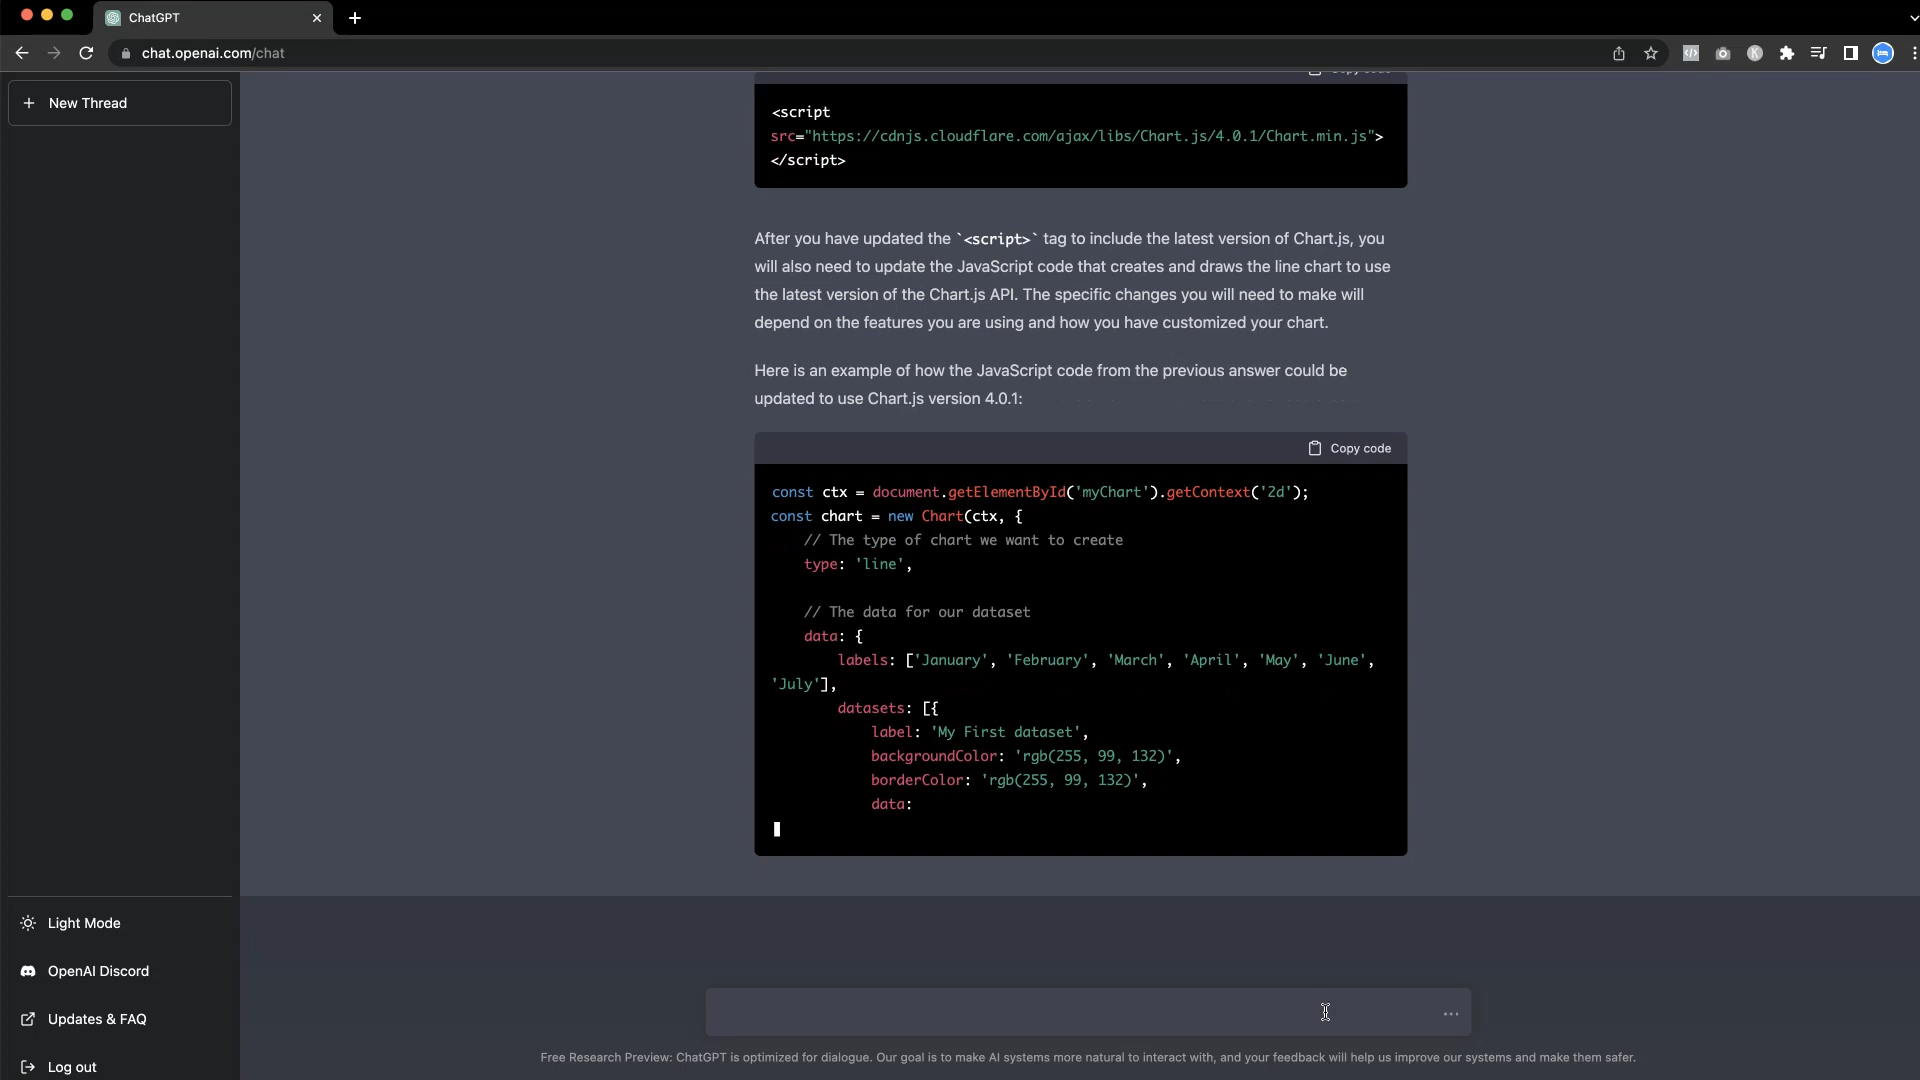 ChatGPT
chat.openai.com/chat
New Thread
Light Mode
OpenAI Discord
Updates & FAQ
Log out
Copy code
<script
src="https://cdnjs.cloudflare.com/ajax/libs/Chart.js/4.0.1/Chart.min.js">
</script>
After you have updated the `<script>` tag to include the latest version of Chart.js, you
will also need to update the JavaScript code that creates and draws the line chart to use
the latest version of the Chart.js API. The specific changes you will need to make will
depend on the features you are using and how you have customized your chart.
Here is an example of how the JavaScript code from the previous answer could be
updated to use Chart.js version 4.0.1:
Copy code
const ctx = document.getElementById('myChart').getContext('2d');
const chart = new Chart(ctx, {
// The type of chart we want to create
type: 'line',
// The data for our dataset
data: {
labels: ['January', 'February', 'March', 'April', 'May', 'June',
'July'],
datasets: [{
label: 'My First dataset',
backgroundColor: 'rgb(255, 99, 132)',
borderColor: 'rgb(255, 99, 132)',
data:
Free Research Preview: ChatGPT is optimized for dialogue. Our goal is to make AI systems more natural to interact with, and your feedback will help us improve our systems and make them safer.